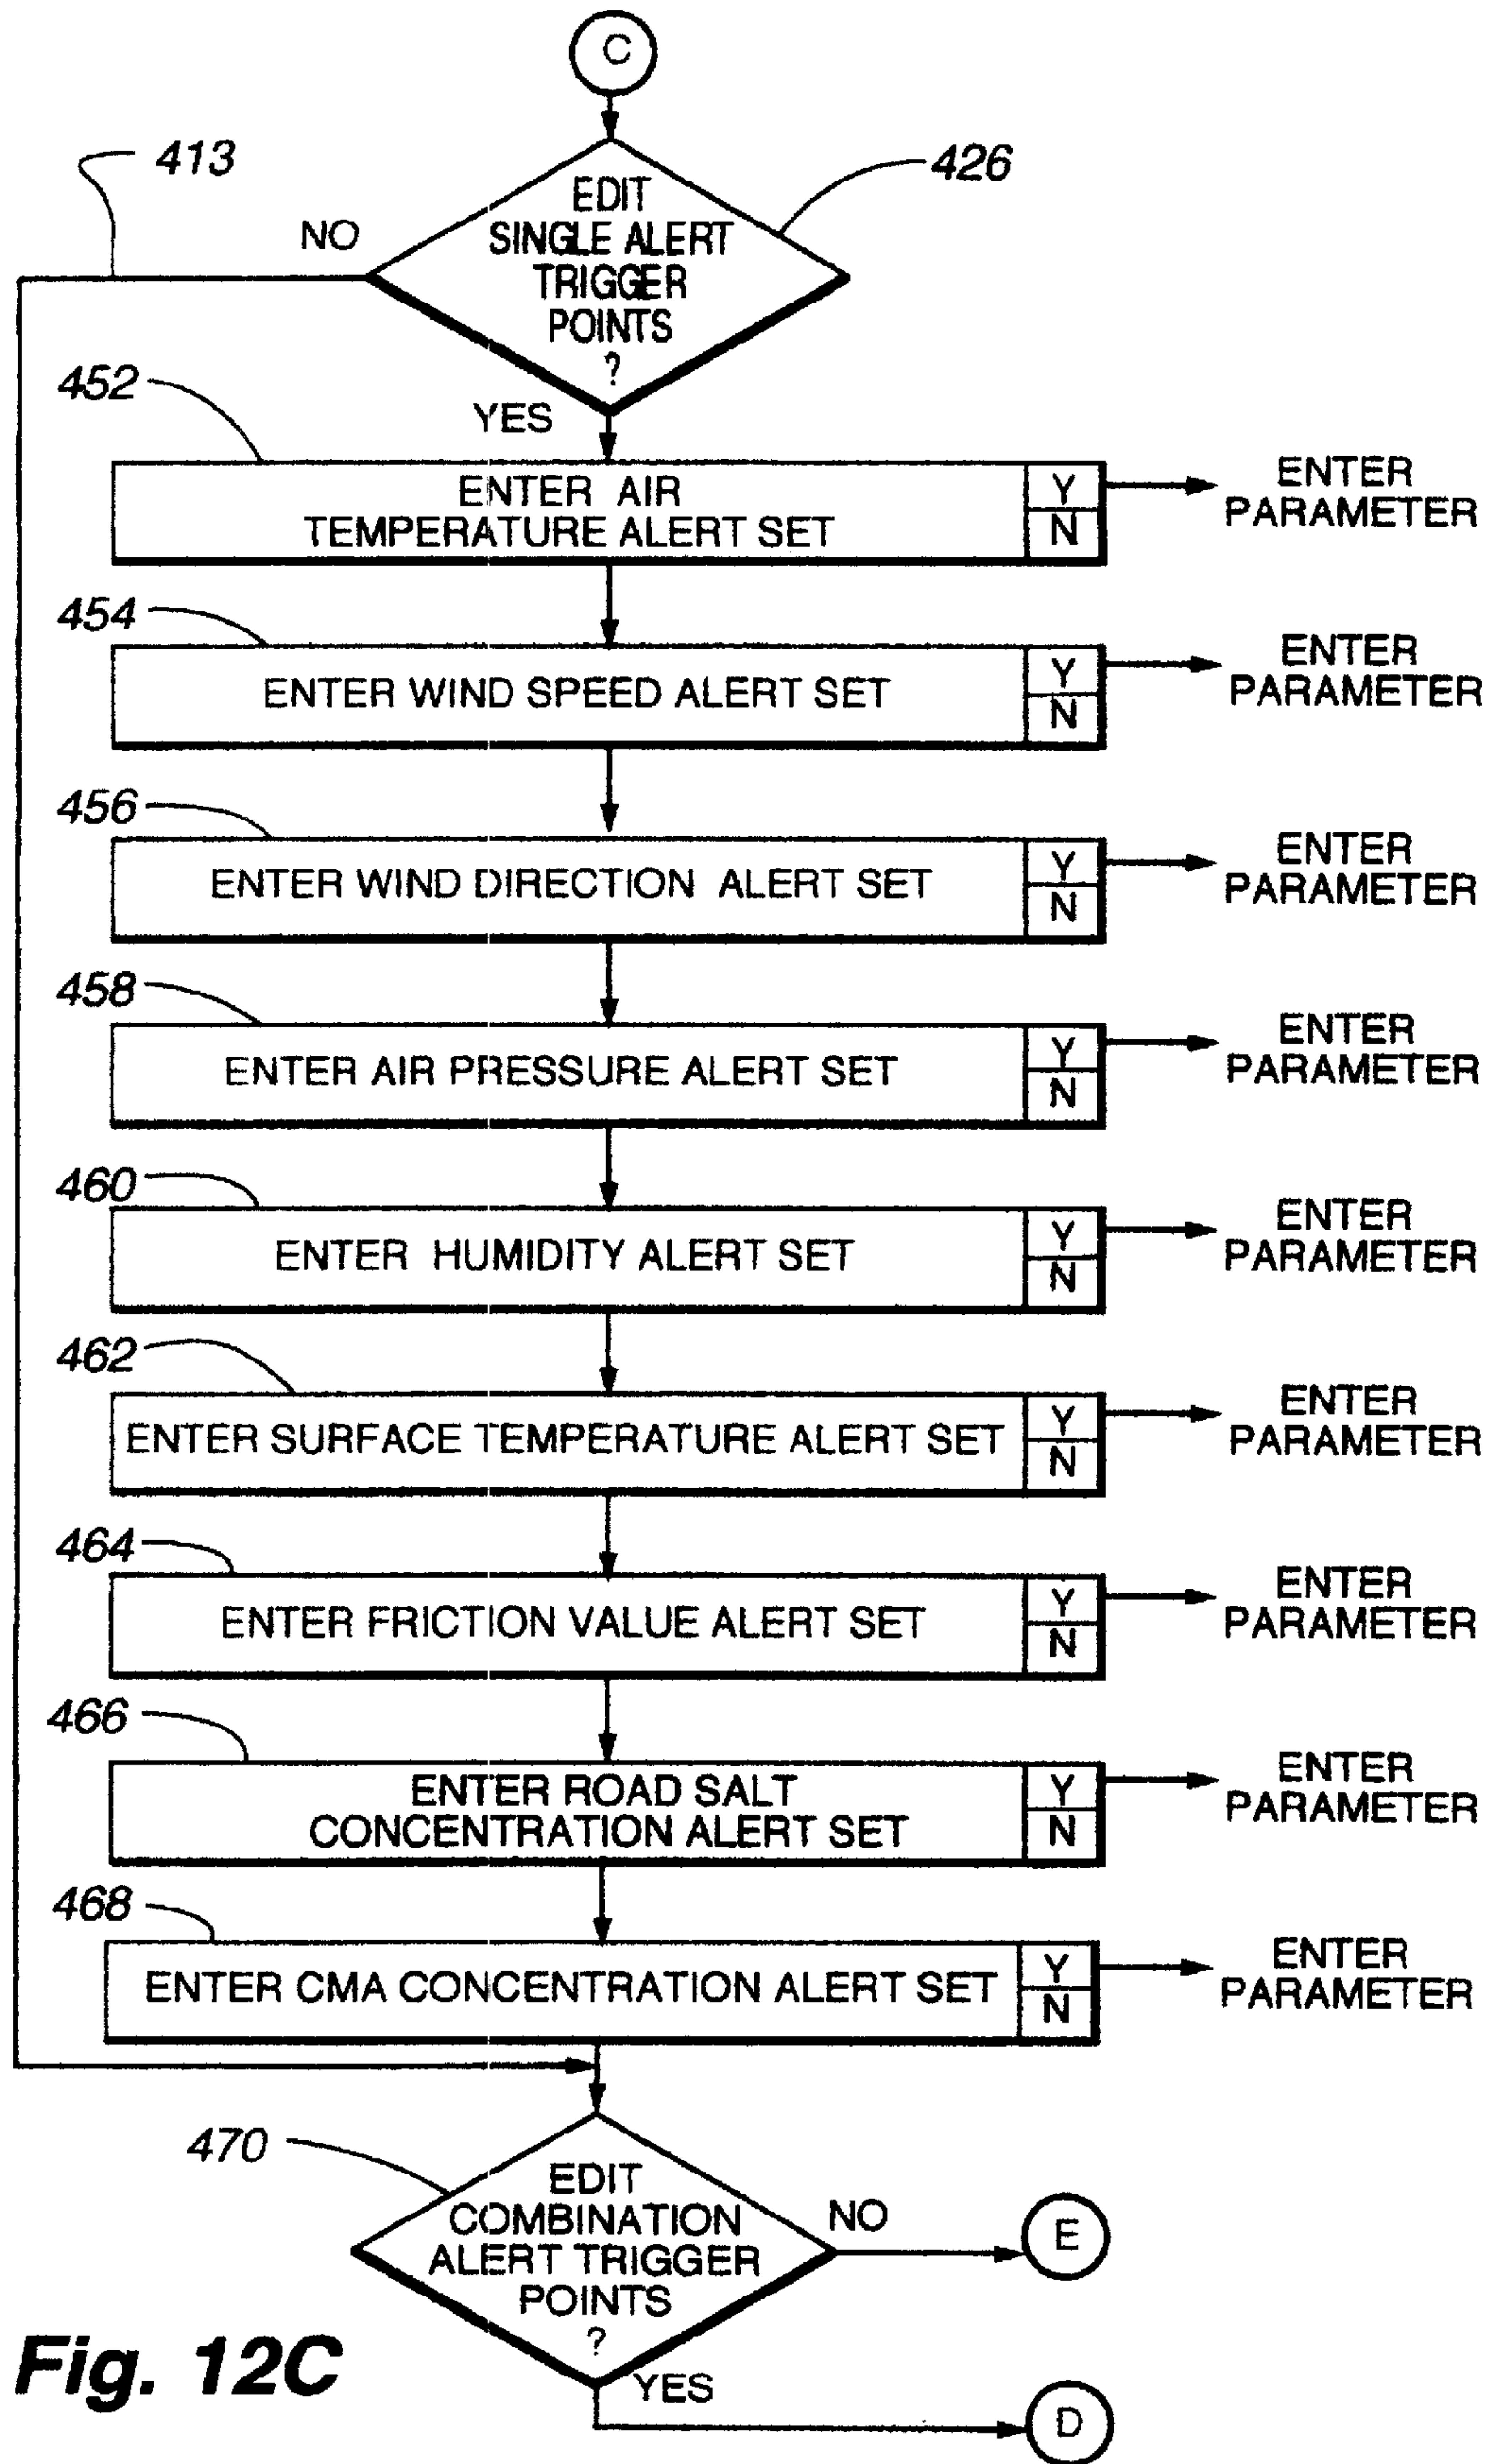 C
413
426
EDIT
SINGLE ALERT
TRIGGER
POINTS
?
NO
YES
452
ENTER AIR
TEMPERATURE ALERT SET
Y
N
ENTER
PARAMETER
454
ENTER WIND SPEED ALERT SET
Y
N
ENTER
PARAMETER
456
ENTER WIND DIRECTION ALERT SET
Y
N
ENTER
PARAMETER
458
ENTER AIR PRESSURE ALERT SET
Y
N
ENTER
PARAMETER
460
ENTER HUMIDITY ALERT SET
Y
N
ENTER
PARAMETER
462
ENTER SURFACE TEMPERATURE ALERT SET
Y
N
ENTER
PARAMETER
464
ENTER FRICTION VALUE ALERT SET
Y
N
ENTER
PARAMETER
466
ENTER ROAD SALT
CONCENTRATION ALERT SET
Y
N
ENTER
PARAMETER
468
ENTER CMA CONCENTRATION ALERT SET
Y
N
ENTER
PARAMETER
470
EDIT
COMBINATION
ALERT TRIGGER
POINTS
?
NO
E
YES
D
Fig. 12C